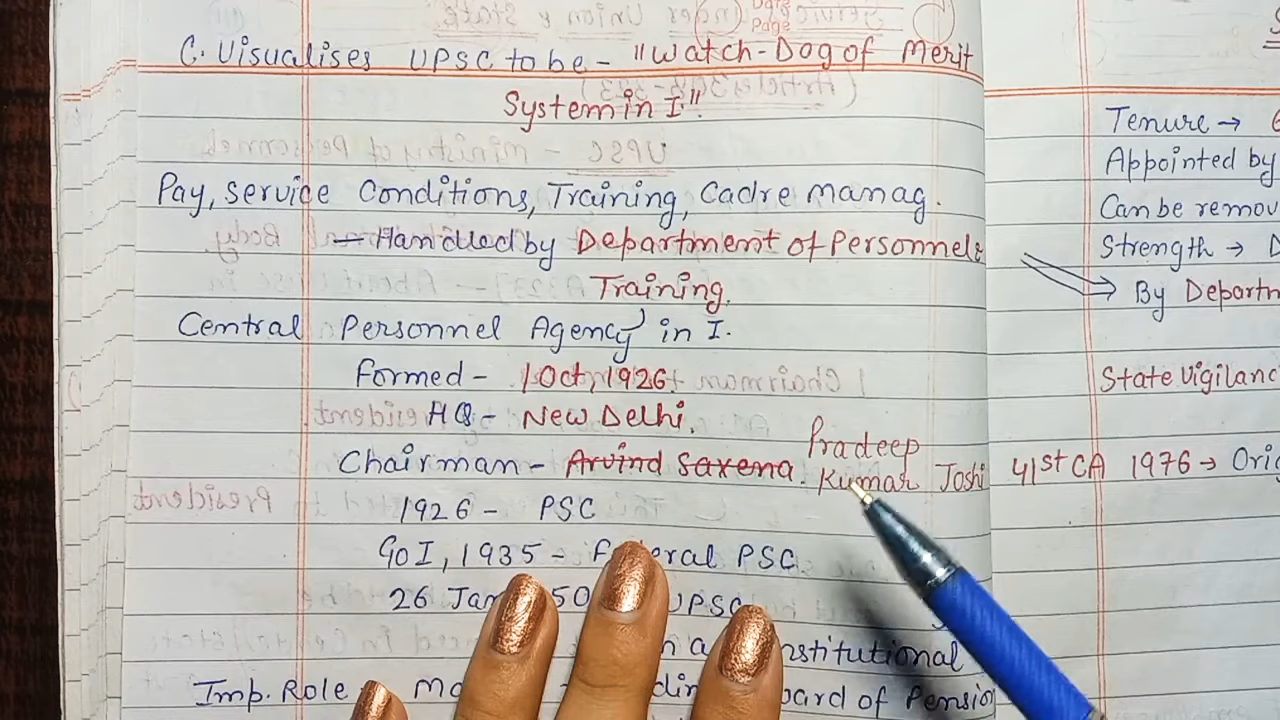 C. Visualises UPSC to be - "Watch-Dog of Merit
System in I".
Pay, Service Conditions, Training, Cadre manag.
- Handled by Department of Personnel &
Training.
Central Personnel Agency in I.
Formed - 1 Oct, 1926
HQ - New Delhi.
Chairman - Arvind Saxena. Pradeep
Kumar Joshi
1926 - PSC
GOI, 1935 - Federal PSC
26 Jan 50 UPSC
Constitutional
Imp. Role Board of Pension
Tenure →
Appointed by
Can be remov
Strength → D
By Departm
State Vigilanc
41st CA 1976 → Orig